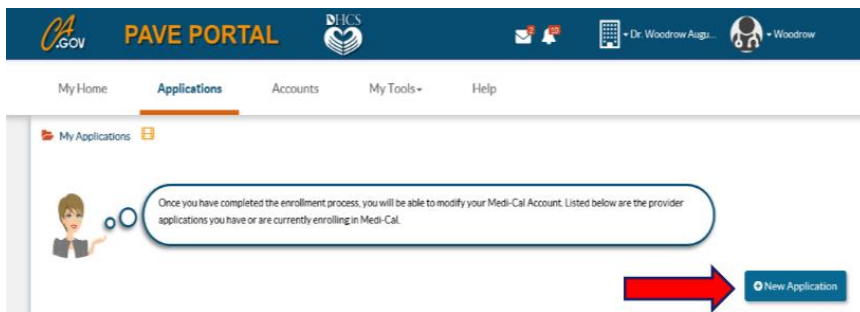 CA.GOV PAVE PORTAL DHCS 2 10 Dr. Woodrow Augu... Woodrow
My Home Applications Accounts My Tools Help
My Applications
Once you have completed the enrollment process, you will be able to modify your Medi-Cal Account. Listed below are the provider
applications you have or are currently enrolling in Medi-Cal.
New Application